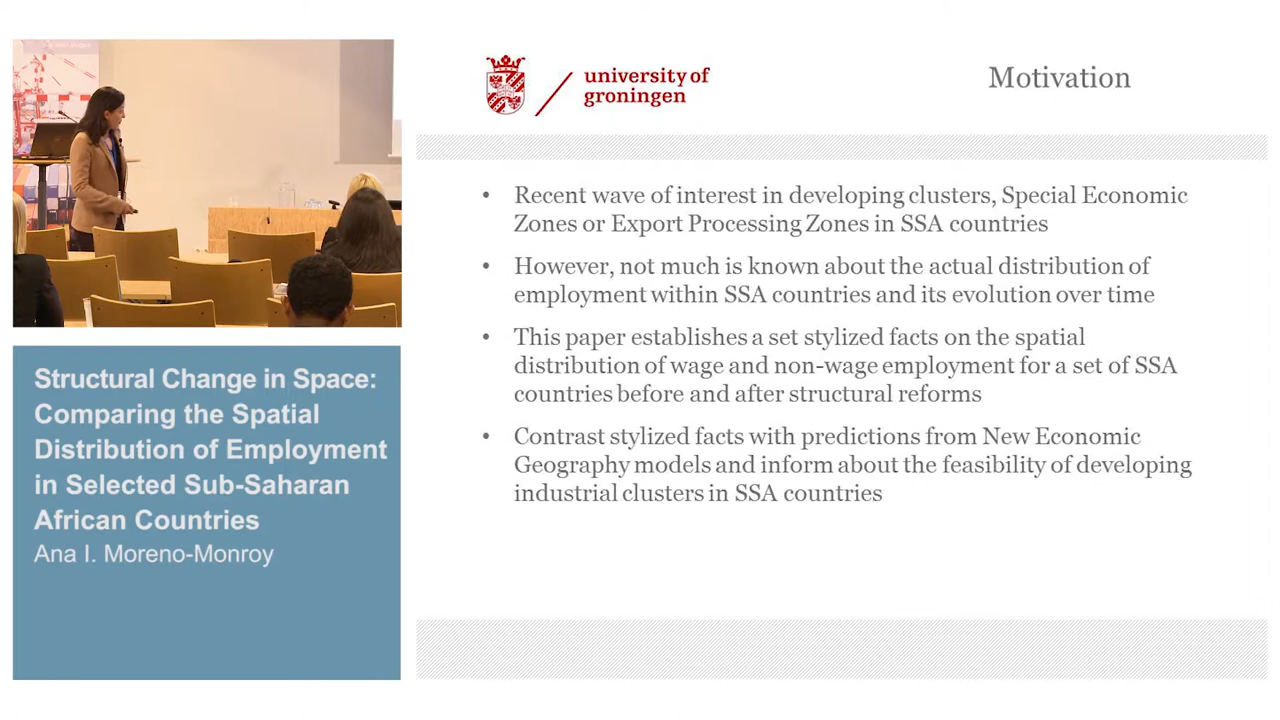 university of
groningen
Motivation
• Recent wave of interest in developing clusters, Special Economic
Zones or Export Processing Zones in SSA countries
• However, not much is known about the actual distribution of
employment within SSA countries and its evolution over time
• This paper establishes a set stylized facts on the spatial
distribution of wage and non-wage employment for a set of SSA
countries before and after structural reforms
• Contrast stylized facts with predictions from New Economic
Geography models and inform about the feasibility of developing
industrial clusters in SSA countries
Structural Change in Space:
Comparing the Spatial
Distribution of Employment
in Selected Sub-Saharan
African Countries
Ana I. Moreno-Monroy